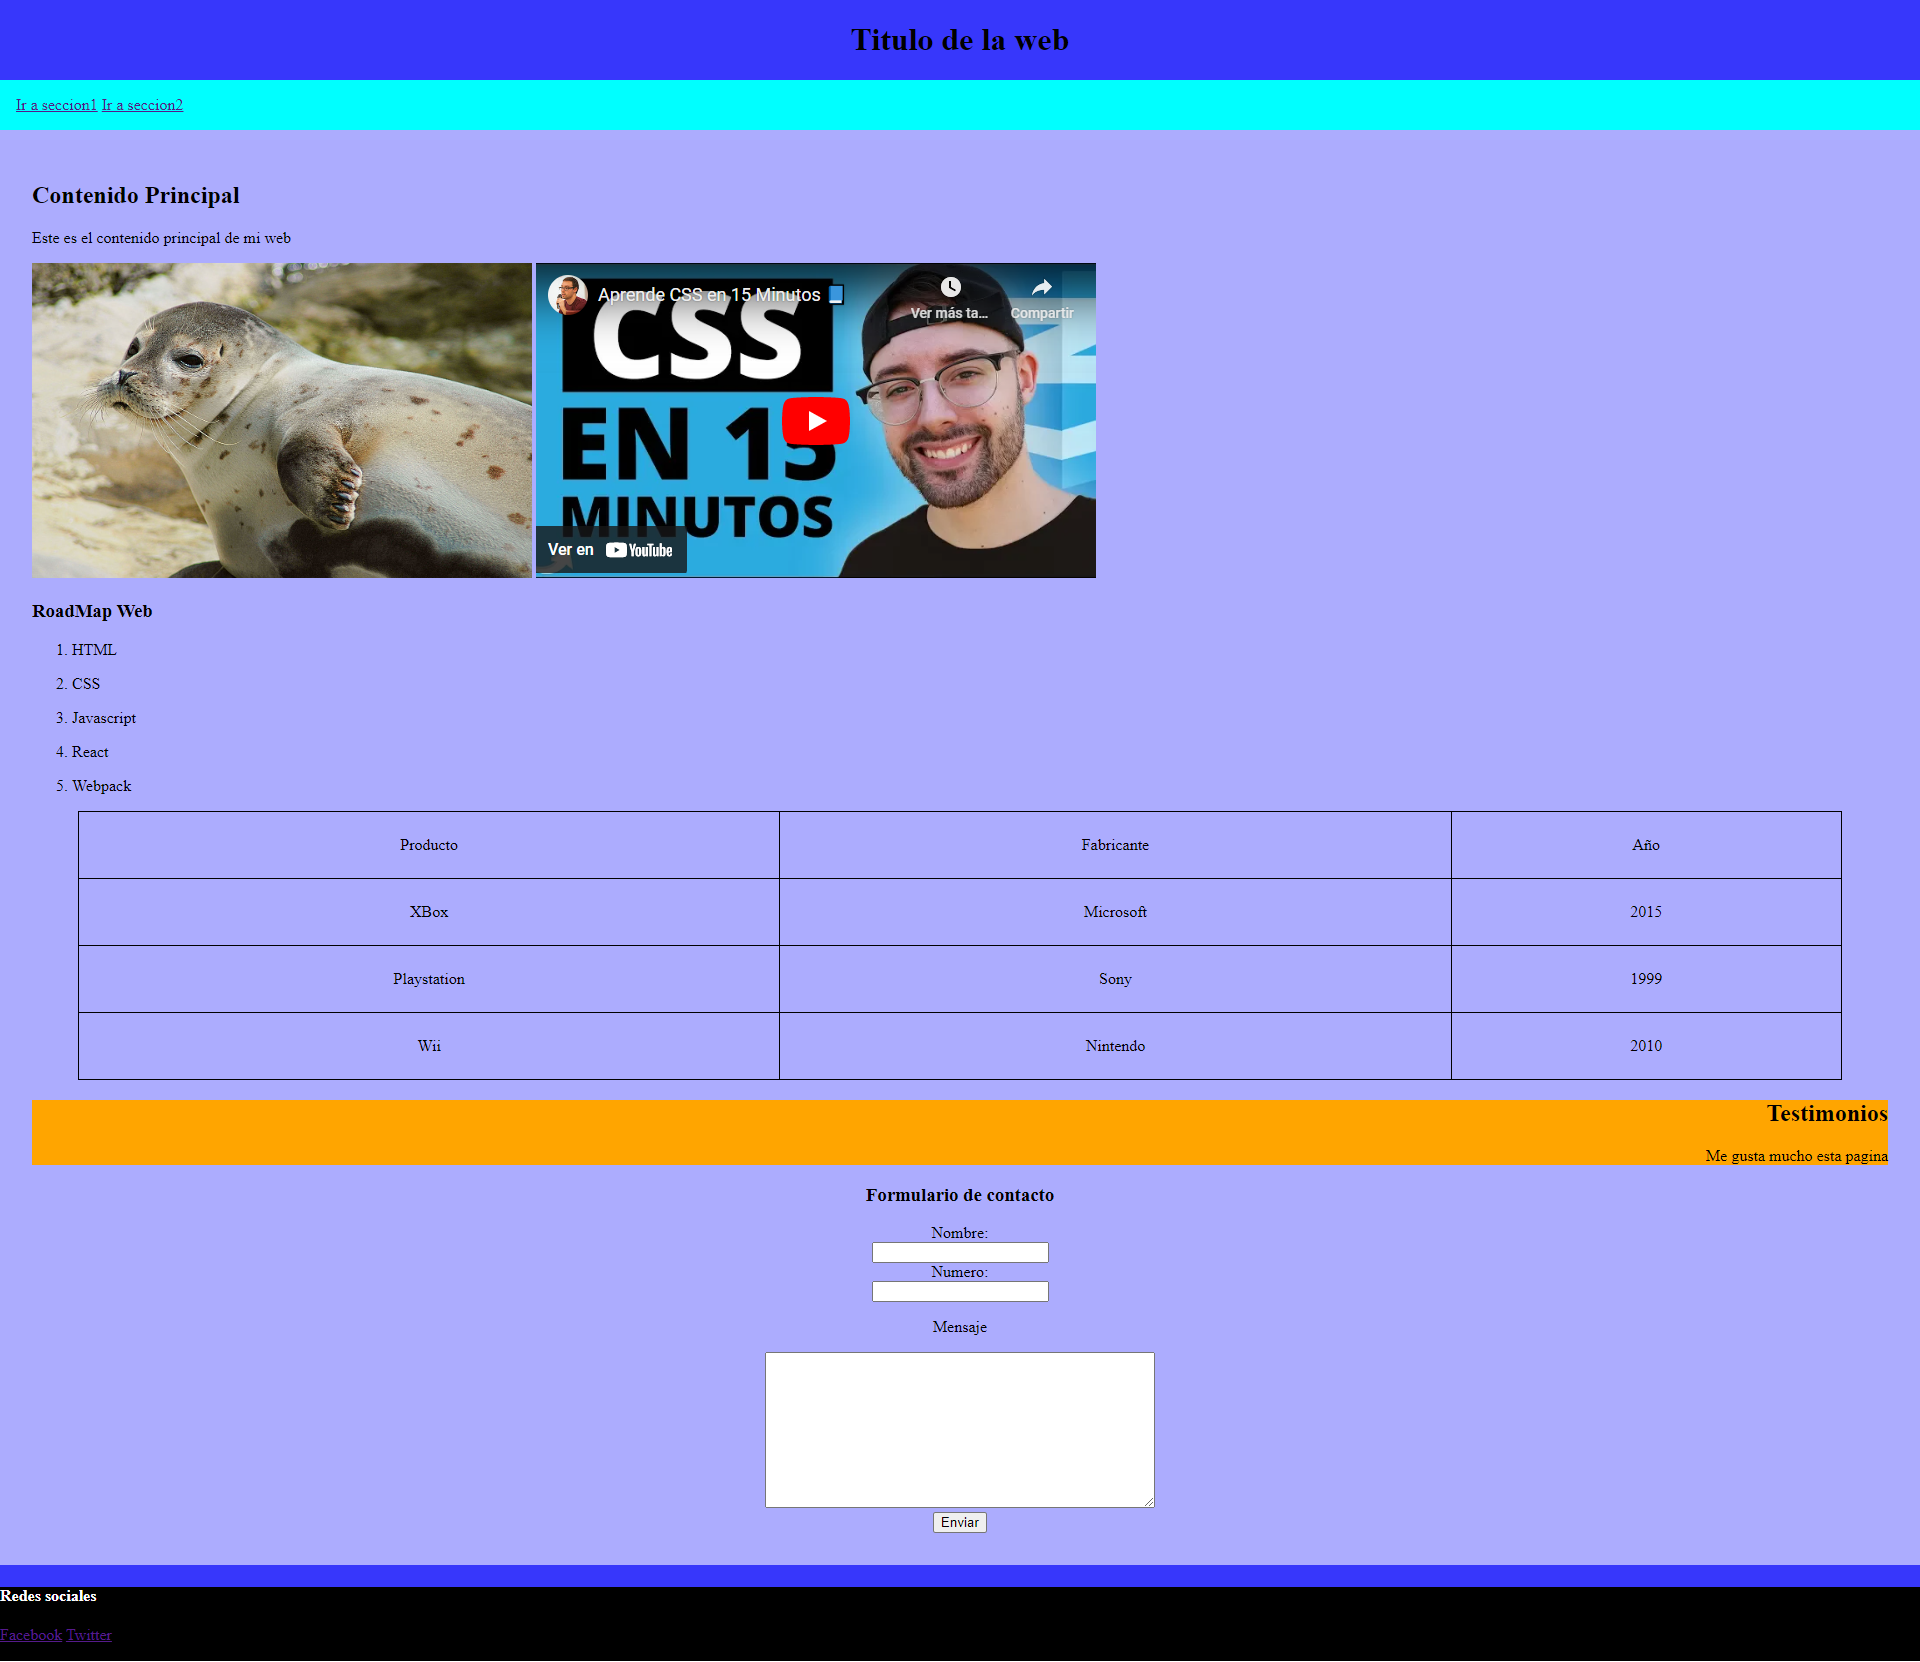 Titulo de la web
Ir a seccion1 Ir a seccion2
Contenido Principal
Este es el contenido principal de mi web
Aprende CSS en 15 Minutos
Ver más ta...
Compartir
CSS
EN 15
MINUTOS
Ver en YouTube
RoadMap Web
1. HTML
2. CSS
3. Javascript
4. React
5. Webpack
Producto Fabricante Año
XBox Microsoft 2015
Playstation Sony 1999
Wii Nintendo 2010
Testimonios
Me gusta mucho esta pagina
Formulario de contacto
Nombre:
Numero:
Mensaje
Enviar
Redes sociales
Facebook Twitter